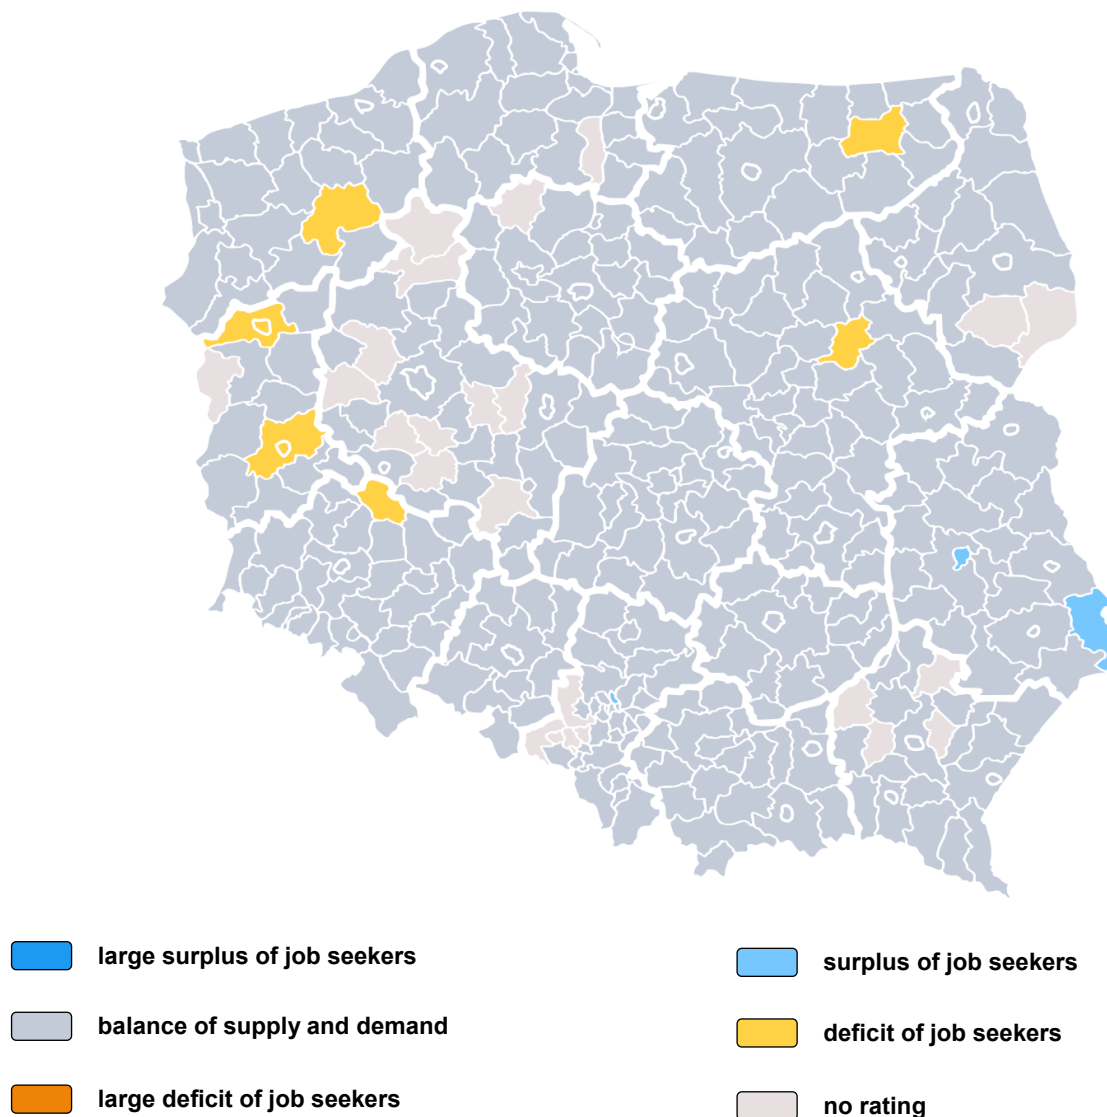 large surplus of job seekers
surplus of job seekers
balance of supply and demand
deficit of job seekers
large deficit of job seekers
no rating